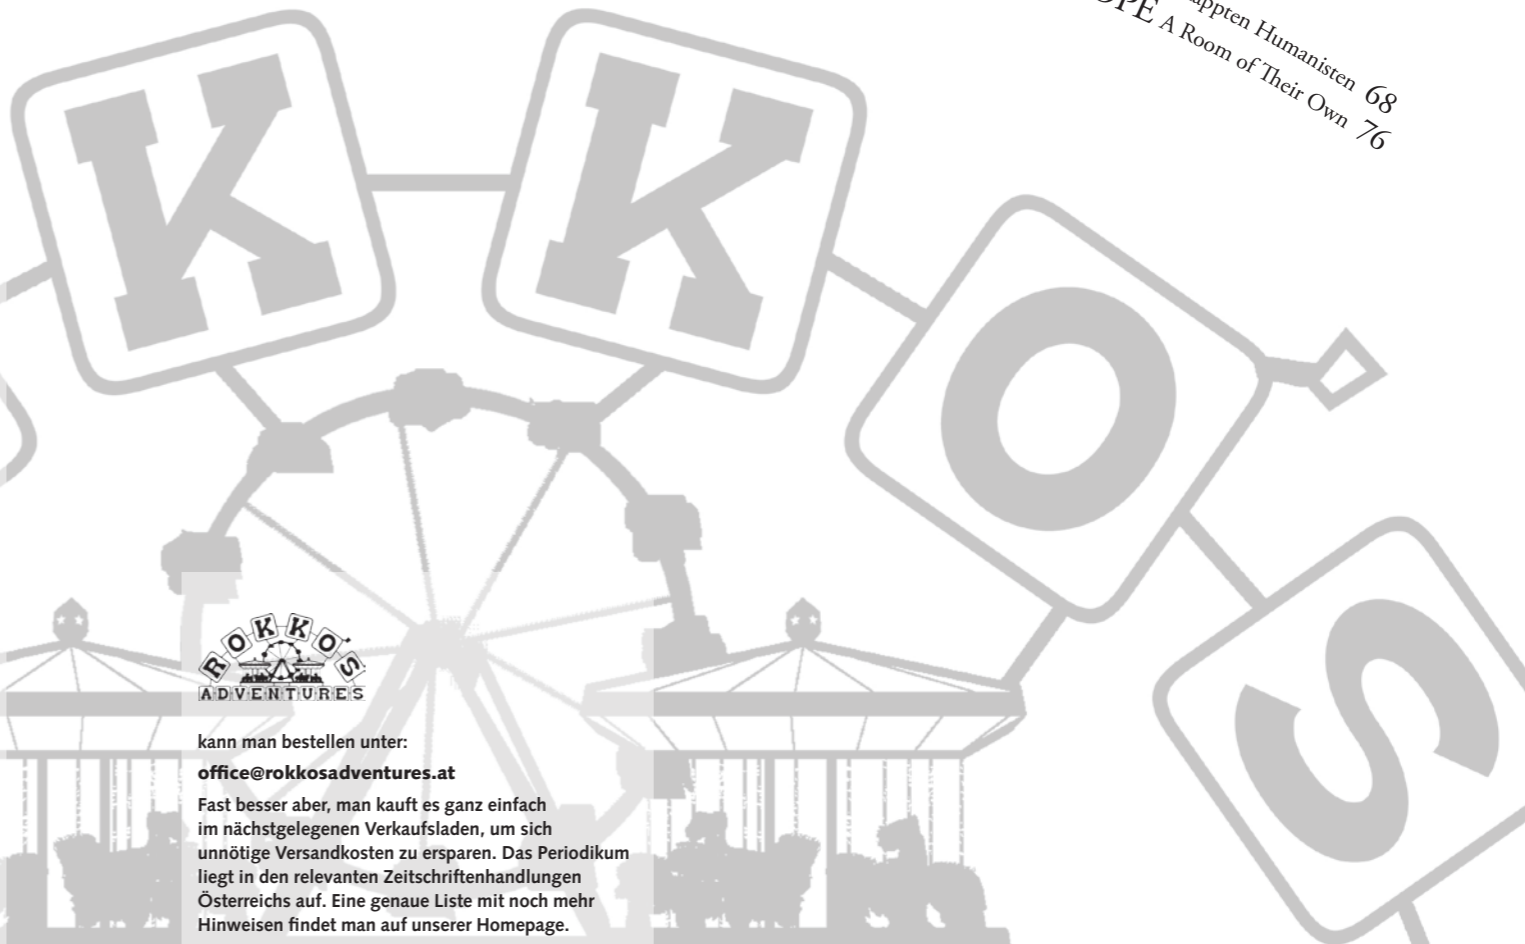 Humanisten 68
A Room of Their Own 76
K K O S
ROKKO'S
ADVENTURES
kann man bestellen unter:
office@rokkosadventures.at
Fast besser aber, man kauft es ganz einfach
im nächstgelegenen Verkaufsladen, um sich
unnötige Versandkosten zu ersparen. Das Periodikum
liegt in den relevanten Zeitschriftenhandlungen
Österreichs auf. Eine genaue Liste mit noch mehr
Hinweisen findet man auf unserer Homepage.